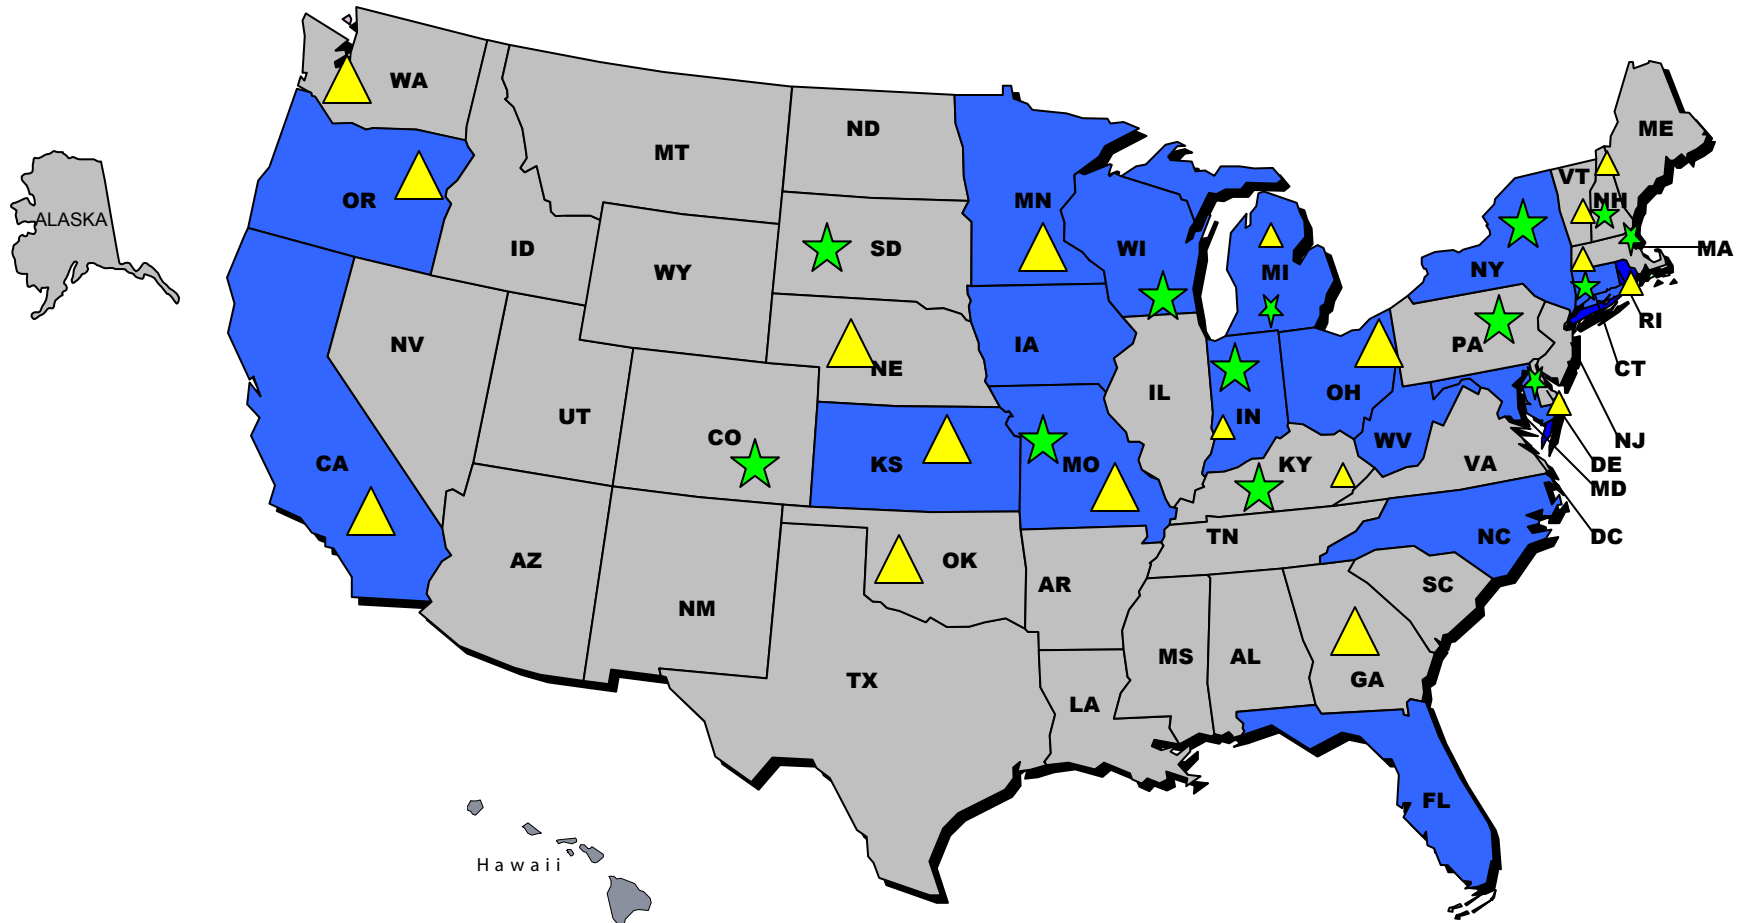 WA
ND
ME
MT
ALASKA
VT
OR
MN
NH
ID
SD
WI
MA
WY
MI
NY
RI
NV
IA
PA
NE
CT
IL
OH
UT
CO
IN
WV
NJ
CA
KS
MO
KY
VA
DE
MD
TN
NC
DC
AZ
OK
AR
SC
NM
MS
AL
TX
GA
LA
FL
Hawaii